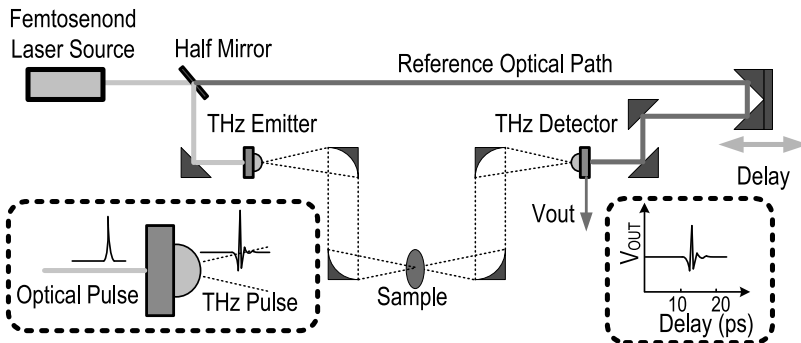 Femtosenond
Laser Source
Half Mirror
Reference Optical Path
THz Emitter
THz Detector
Delay
Vout
Optical Pulse
THz Pulse
Sample
VOUT
10 20
Delay (ps)